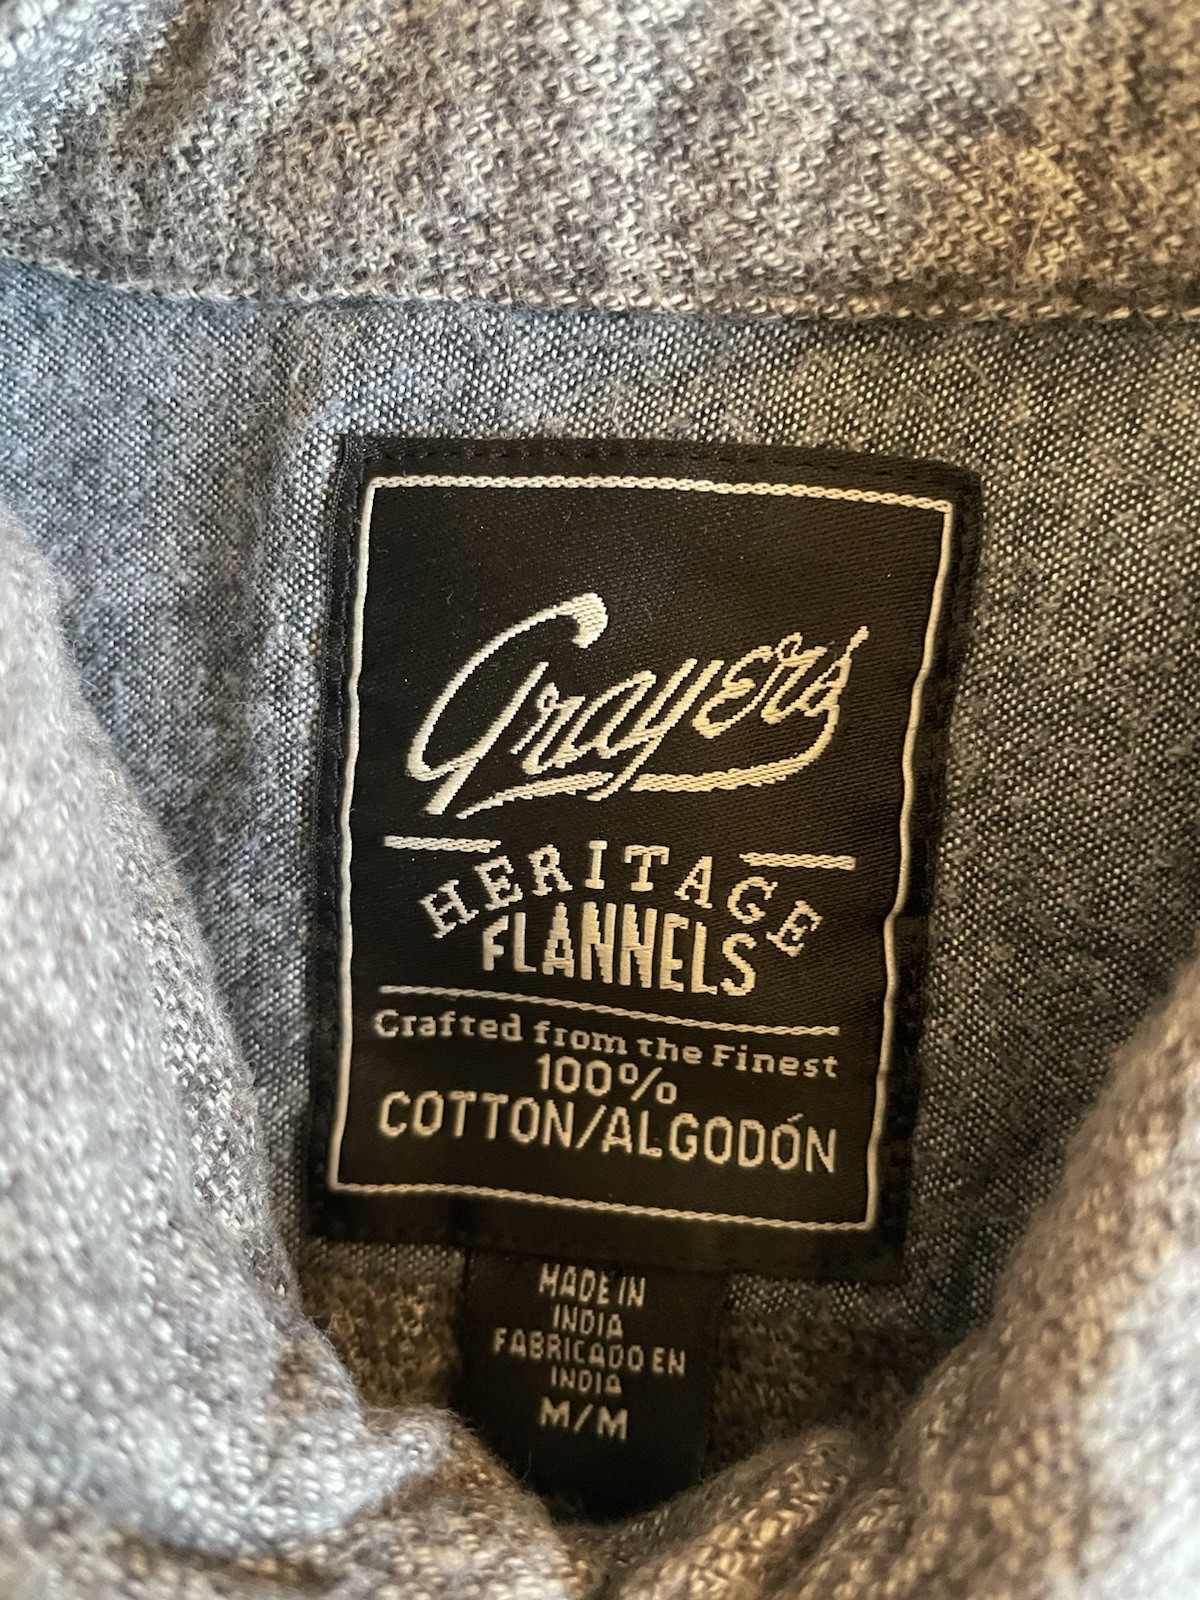 Grayers
HERITAGE
FLANNELS
Crafted from the Finest
100%
COTTON/ALGODÓN
MADE IN
INDIA
FABRICADO EN
INDIA
M/M